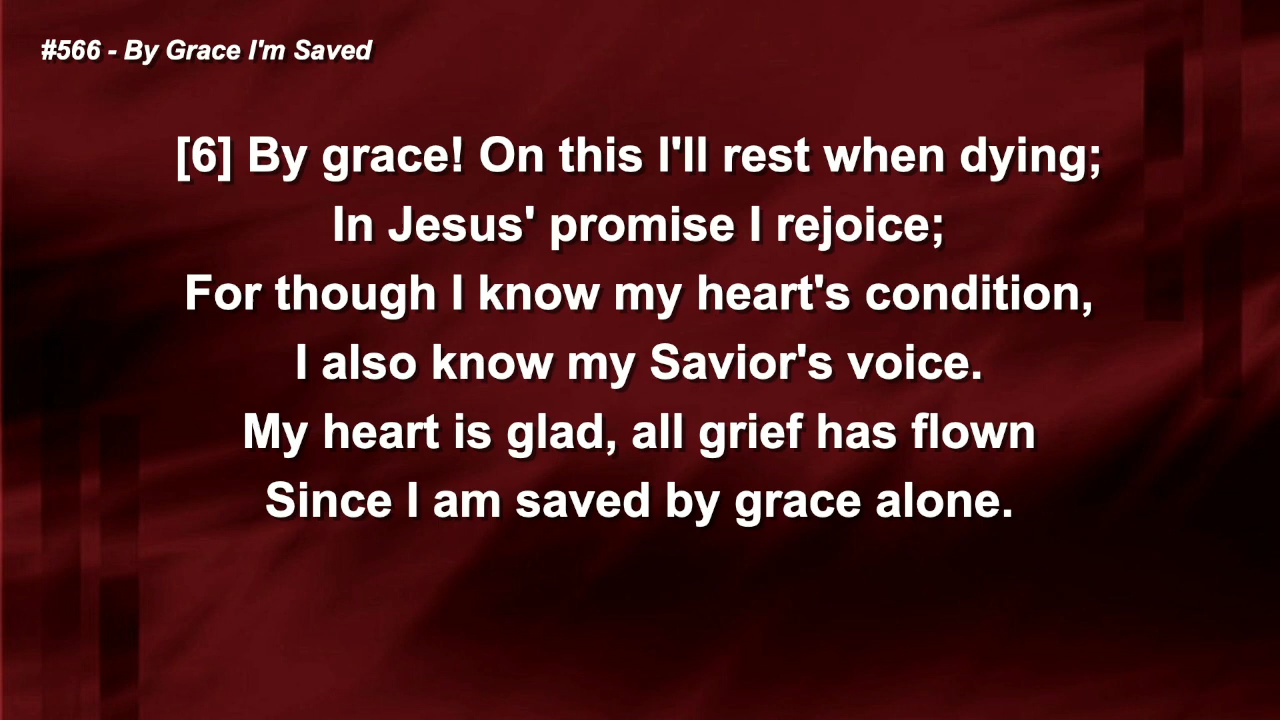 #566 - By Grace I'm Saved
[6] By grace! On this I'll rest when dying;
In Jesus' promise I rejoice;
For though I know my heart's condition,
I also know my Savior's voice.
My heart is glad, all grief has flown
Since I am saved by grace alone.